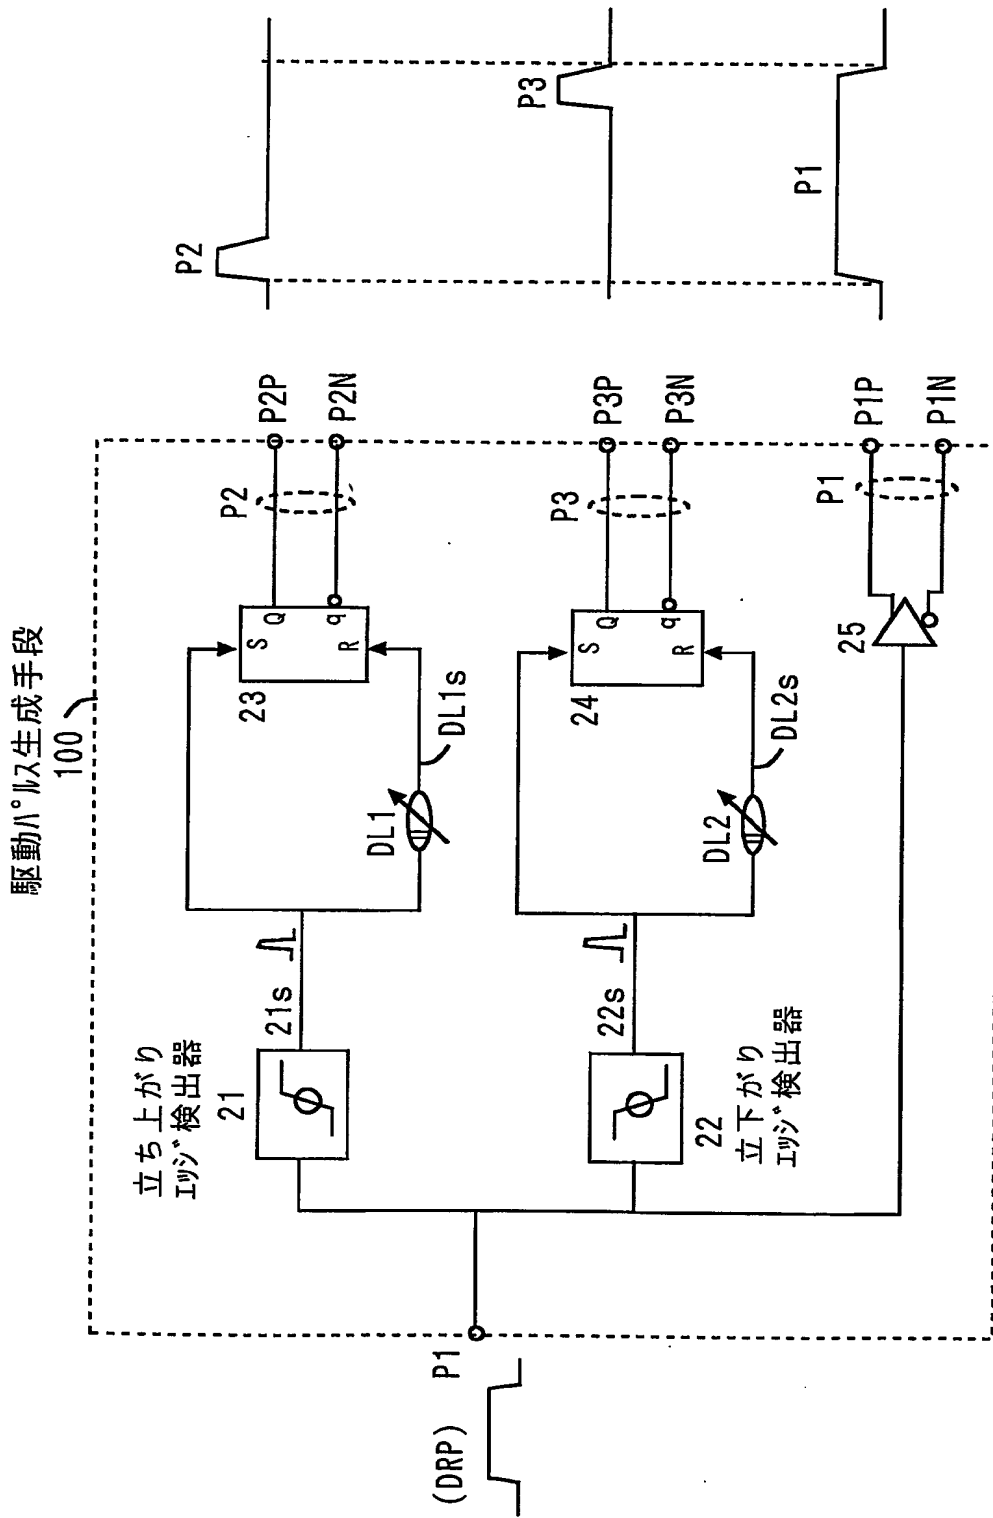 駆動パルス生成手段
100
(DRP)
P1
立ち上がり
エッジ検出器
21
21s
DL1
DL1s
23
S
R
Q
q
P2
P2P
P2N
P2
22
立下がり
エッジ検出器
22s
DL2
DL2s
24
S
R
Q
q
P3
P3P
P3N
P3
25
P1
P1P
P1N
P1